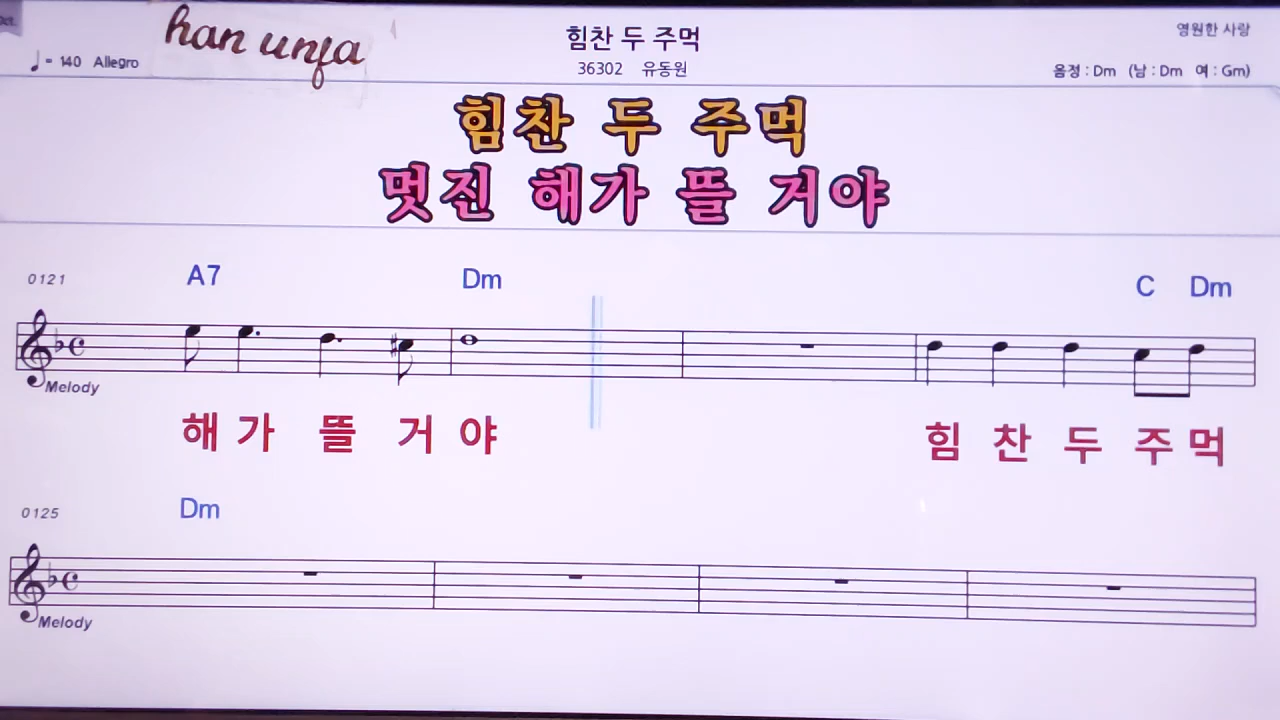 han unja
힘찬 두 주먹
영원한 사랑
♩= 140 Allegro
36302 유동원
음정 : Dm (남 : Dm 여 : Gm)
힘찬 두 주먹
멋진 해가 뜰 거야
0121 A7 Dm C Dm
Melody
해 가 뜰 거 야 힘 찬 두 주 먹
0125 Dm
Melody